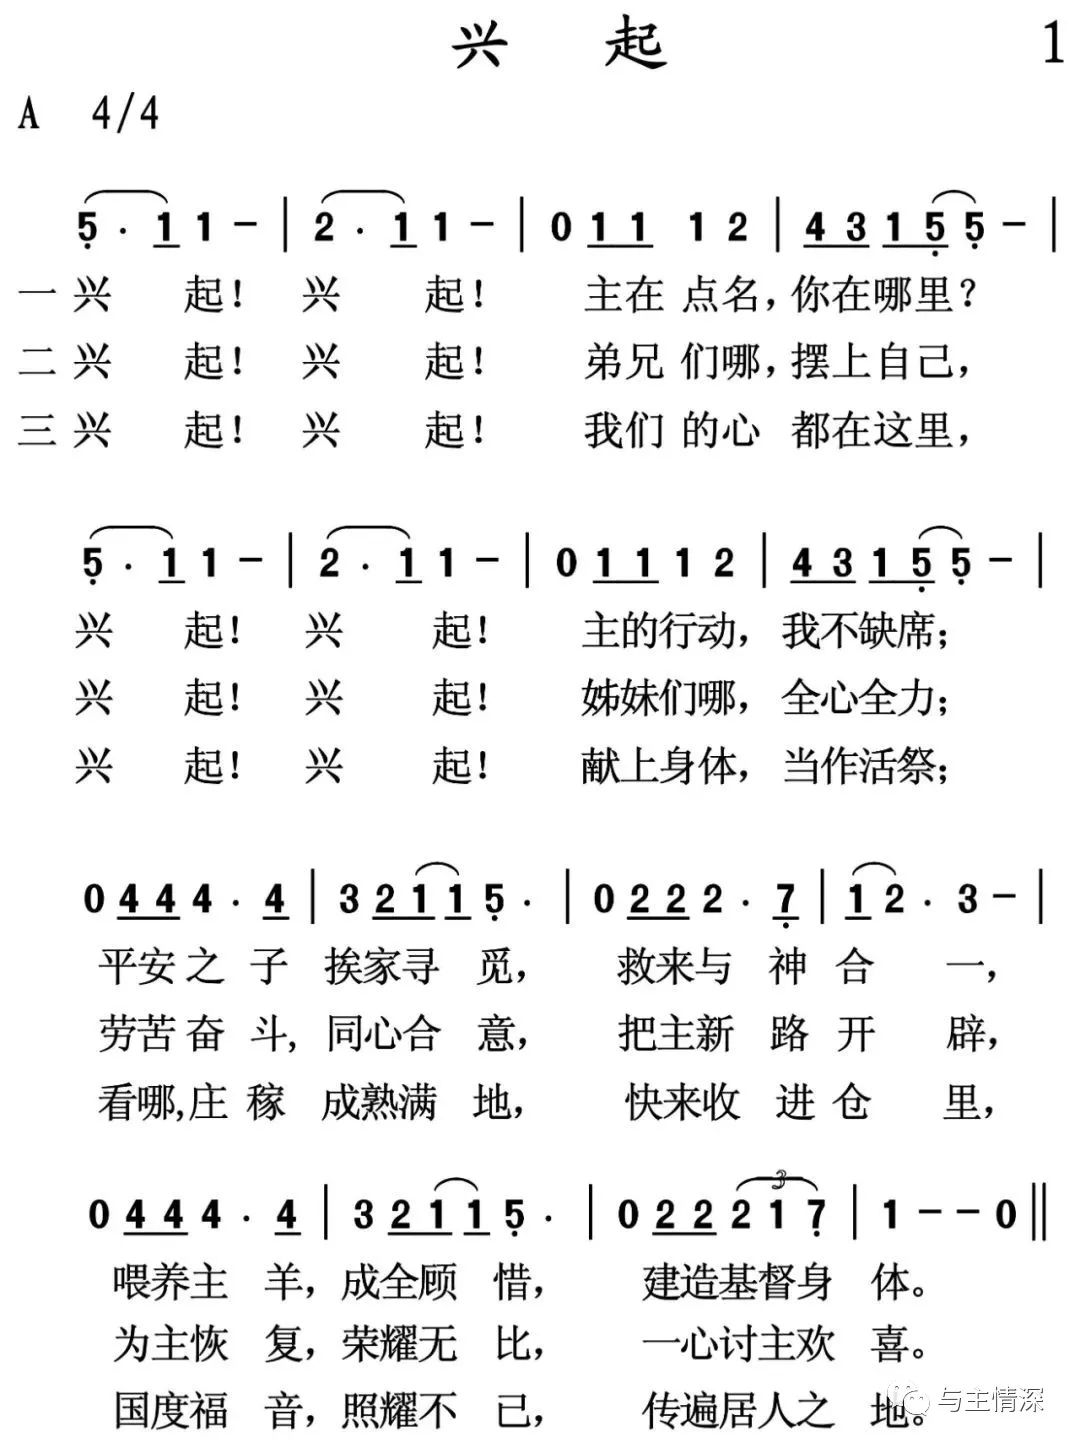 兴 起 1
A 4/4
5 · 1 1 - | 2 · 1 1 - | 0 1 1 1 2 | 4 3 1 5 5 - |
一 兴 起! 兴 起! 主在 点名,你在哪里?
二 兴 起! 兴 起! 弟兄 们哪,摆上自己,
三 兴 起! 兴 起! 我们 的心 都在这里,
5 · 1 1 - | 2 · 1 1 - | 0 1 1 1 2 | 4 3 1 5 5 - |
兴 起! 兴 起! 主的行动, 我不缺席;
兴 起! 兴 起! 姊妹们哪, 全心全力;
兴 起! 兴 起! 献上身体, 当作活祭;
0 4 4 4 · 4 | 3 2 1 1 5 · | 0 2 2 2 · 7 | 1 2 · 3 - |
平安之 子 挨家寻 觅, 救来与 神 合 一,
劳苦奋 斗, 同心合 意, 把主新 路 开 辟,
看哪,庄 稼 成熟满 地, 快来收 进 仓 里,
0 4 4 4 · 4 | 3 2 1 1 5 · | 0 2 2 2 1 7 | 1 - - 0 ‖
3
喂养主 羊, 成全顾 惜, 建造基督身 体。
为主恢 复, 荣耀无 比, 一心讨主欢 喜。
国度福 音, 照耀不 已, 传遍居人之 地。
与主情深